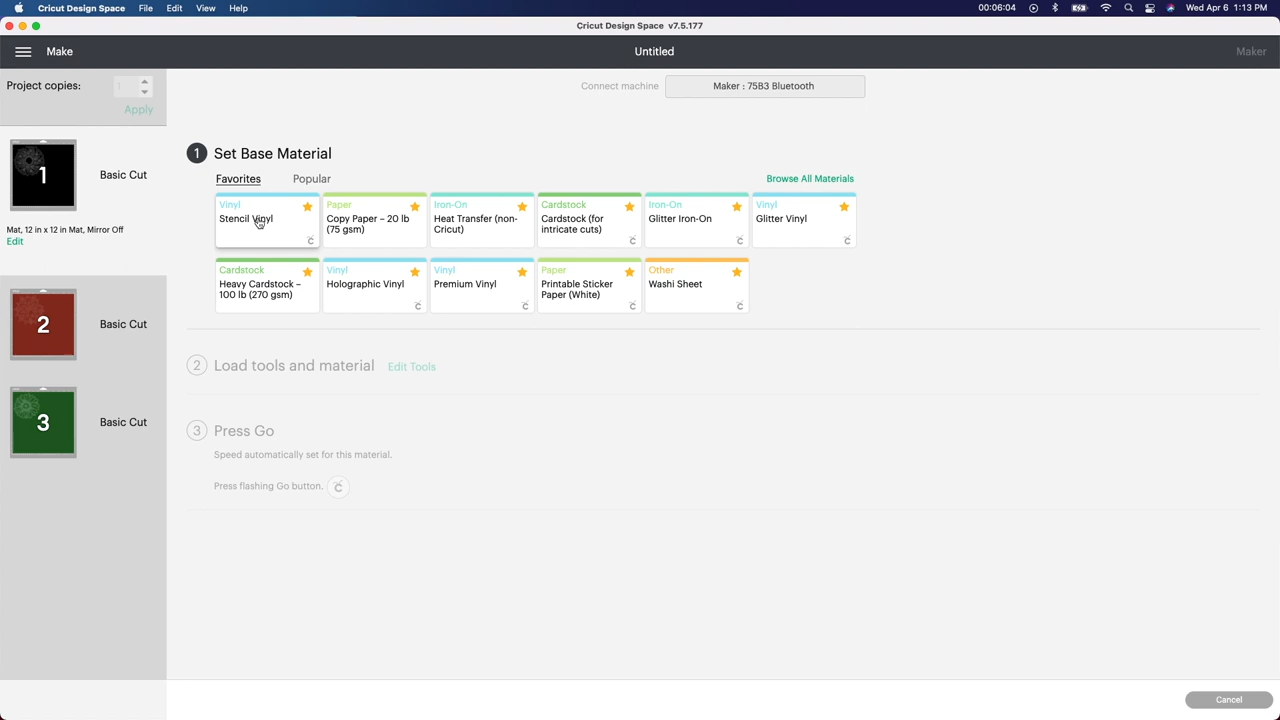 Cricut Design Space File Edit View Help 00:06:04 Wed Apr 6 1:13 PM
Cricut Design Space v7.5.177
Make Untitled Maker
Project copies: 1
Apply
1 Basic Cut
Mat, 12 in x 12 in Mat, Mirror Off
Edit
2 Basic Cut
3 Basic Cut
Connect machine Maker : 75B3 Bluetooth
1 Set Base Material
Favorites Popular Browse All Materials
Vinyl
Stencil Vinyl
Paper
Copy Paper – 20 lb
(75 gsm)
Iron-On
Heat Transfer (non-
Cricut)
Cardstock
Cardstock (for
intricate cuts)
Iron-On
Glitter Iron-On
Vinyl
Glitter Vinyl
Cardstock
Heavy Cardstock –
100 lb (270 gsm)
Vinyl
Holographic Vinyl
Vinyl
Premium Vinyl
Paper
Printable Sticker
Paper (White)
Other
Washi Sheet
2 Load tools and material Edit Tools
3 Press Go
Speed automatically set for this material.
Press flashing Go button.
Cancel